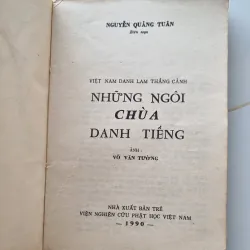 NGUYỄN QUẢNG TUÂN
Biên soạn
VIỆT NAM DANH LAM THẮNG CẢNH
NHỮNG NGÔI
CHÙA
DANH TIẾNG
ẢNH :
VÕ VĂN TƯỜNG
NHÀ XUẤT BẢN TRẺ
VIỆN NGHIÊN CỨU PHẬT HỌC VIỆT NAM
— 1990 —